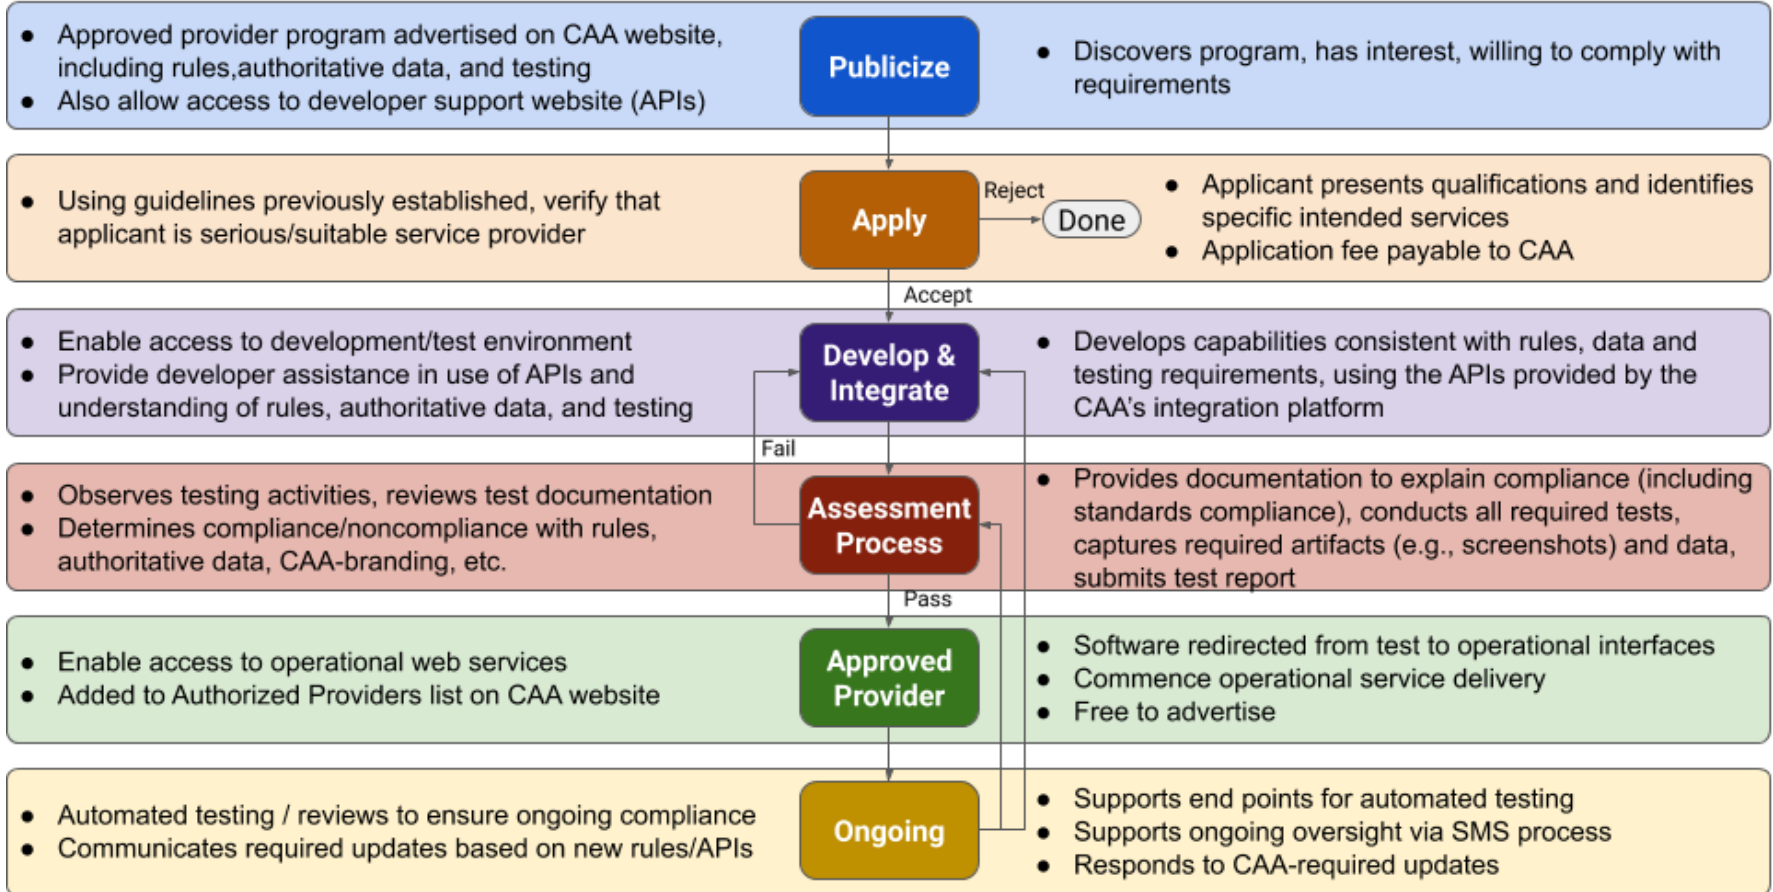 ● Approved provider program advertised on CAA website,
including rules,authoritative data, and testing
● Also allow access to developer support website (APIs)
Publicize
● Discovers program, has interest, willing to comply with
requirements
● Using guidelines previously established, verify that
applicant is serious/suitable service provider
Apply
Reject
Done
● Applicant presents qualifications and identifies
specific intended services
● Application fee payable to CAA
Accept
● Enable access to development/test environment
● Provide developer assistance in use of APIs and
understanding of rules, authoritative data, and testing
Develop &
Integrate
● Develops capabilities consistent with rules, data and
testing requirements, using the APIs provided by the
CAA's integration platform
Fail
● Observes testing activities, reviews test documentation
● Determines compliance/noncompliance with rules,
authoritative data, CAA-branding, etc.
Assessment
Process
● Provides documentation to explain compliance (including
standards compliance), conducts all required tests,
captures required artifacts (e.g., screenshots) and data,
submits test report
Pass
● Enable access to operational web services
● Added to Authorized Providers list on CAA website
Approved
Provider
● Software redirected from test to operational interfaces
● Commence operational service delivery
● Free to advertise
● Automated testing / reviews to ensure ongoing compliance
● Communicates required updates based on new rules/APIs
Ongoing
● Supports end points for automated testing
● Supports ongoing oversight via SMS process
● Responds to CAA-required updates